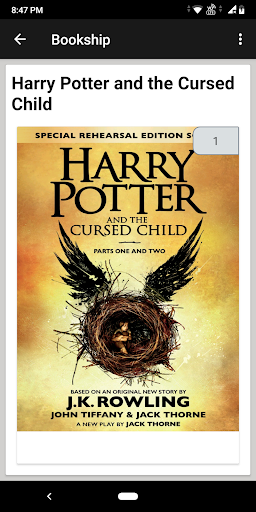 8:47 PM
Bookship
Harry Potter and the Cursed
Child
SPECIAL REHEARSAL EDITION
1
HARRY
POTTER
AND THE
CURSED CHILD
PARTS ONE AND TWO
BASED ON AN ORIGINAL NEW STORY BY
J.K. ROWLING
JOHN TIFFANY & JACK THORNE
A NEW PLAY BY JACK THORNE